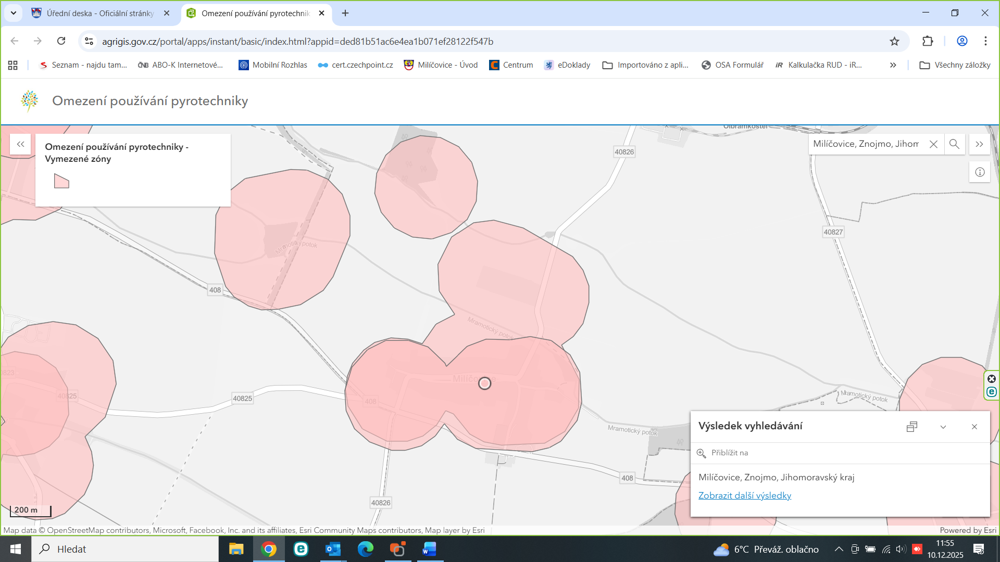 Úřední deska - Oficiální stránky
Omezení používání pyrotechnik
agrigis.gov.cz/portal/apps/instant/basic/index.html?appid=ded81b51ac6e4ea1b071ef28122f547b
Seznam - najdu tam...
ABO-K Internetové...
Mobilní Rozhlas
cert.czechpoint.cz
Milíčovice - Úvod
Centrum
eDoklady
Importováno z apli...
OSA Formulář
Kalkulačka RUD - iR...
Všechny záložky
Omezení používání pyrotechniky
Omezení používání pyrotechniky -
Vymezené zóny
Milíčovice, Znojmo, Jihom
Olbramkostel
40826
40827
Mramotický potok
408
Mramotický potok
40823
40825
40825
Milíčovice
408
Mramotický potok
Mramotický potok
408
40826
200 m
Výsledek vyhledávání
Přiblížit na
Milíčovice, Znojmo, Jihomoravský kraj
Zobrazit další výsledky
Map data © OpenStreetMap contributors, Microsoft, Facebook, Inc. and its affiliates, Esri Community Maps contributors, Map layer by Esri
Powered by Esri
Hledat
6°C Převáž. oblačno
11:55
10.12.2025